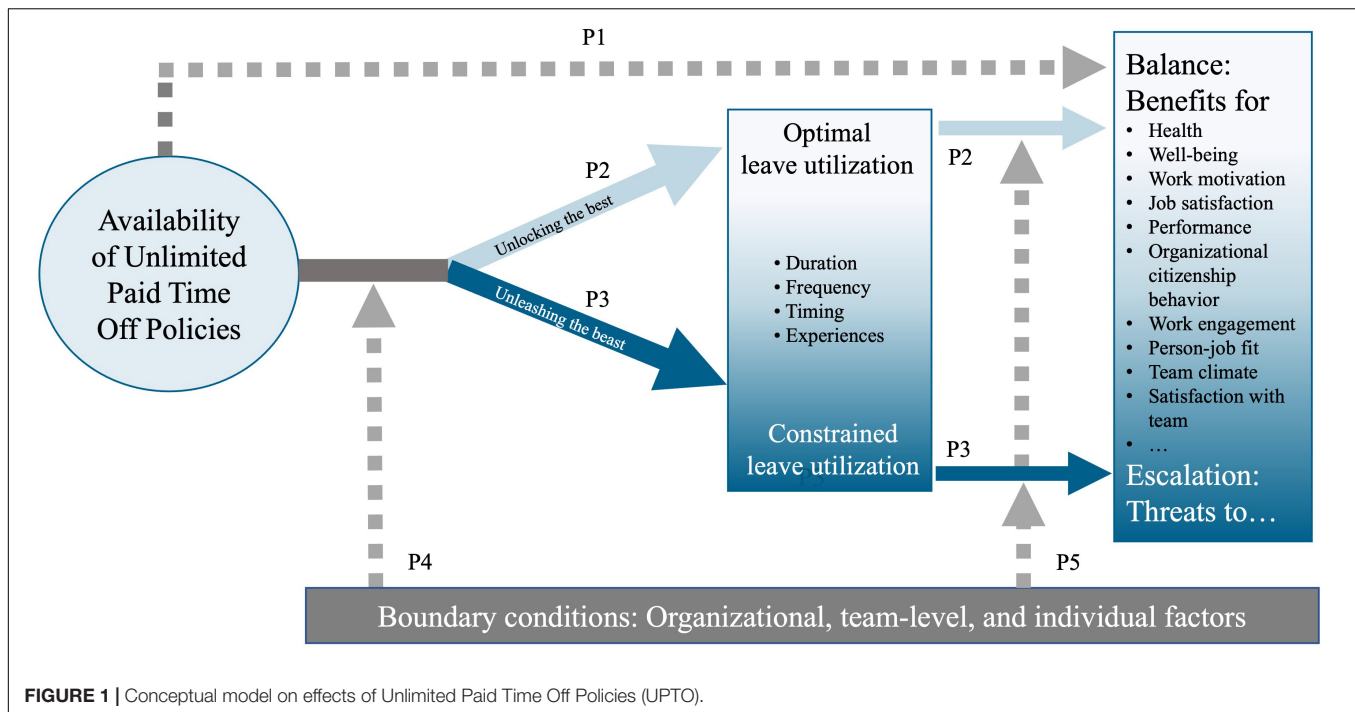 P1
Availability
of Unlimited
Paid Time
Off Policies
P2
Unlocking the best
P3
Unleashing the beast
Optimal
leave utilization
• Duration
• Frequency
• Timing
• Experiences
Constrained
leave utilization
P2
P3
Balance:
Benefits for
• Health
• Well-being
• Work motivation
• Job satisfaction
• Performance
• Organizational
citizenship
behavior
• Work engagement
• Person-job fit
• Team climate
• Satisfaction with
team
• …
Escalation:
Threats to…
P4
P5
Boundary conditions: Organizational, team-level, and individual factors
FIGURE 1 | Conceptual model on effects of Unlimited Paid Time Off Policies (UPTO).